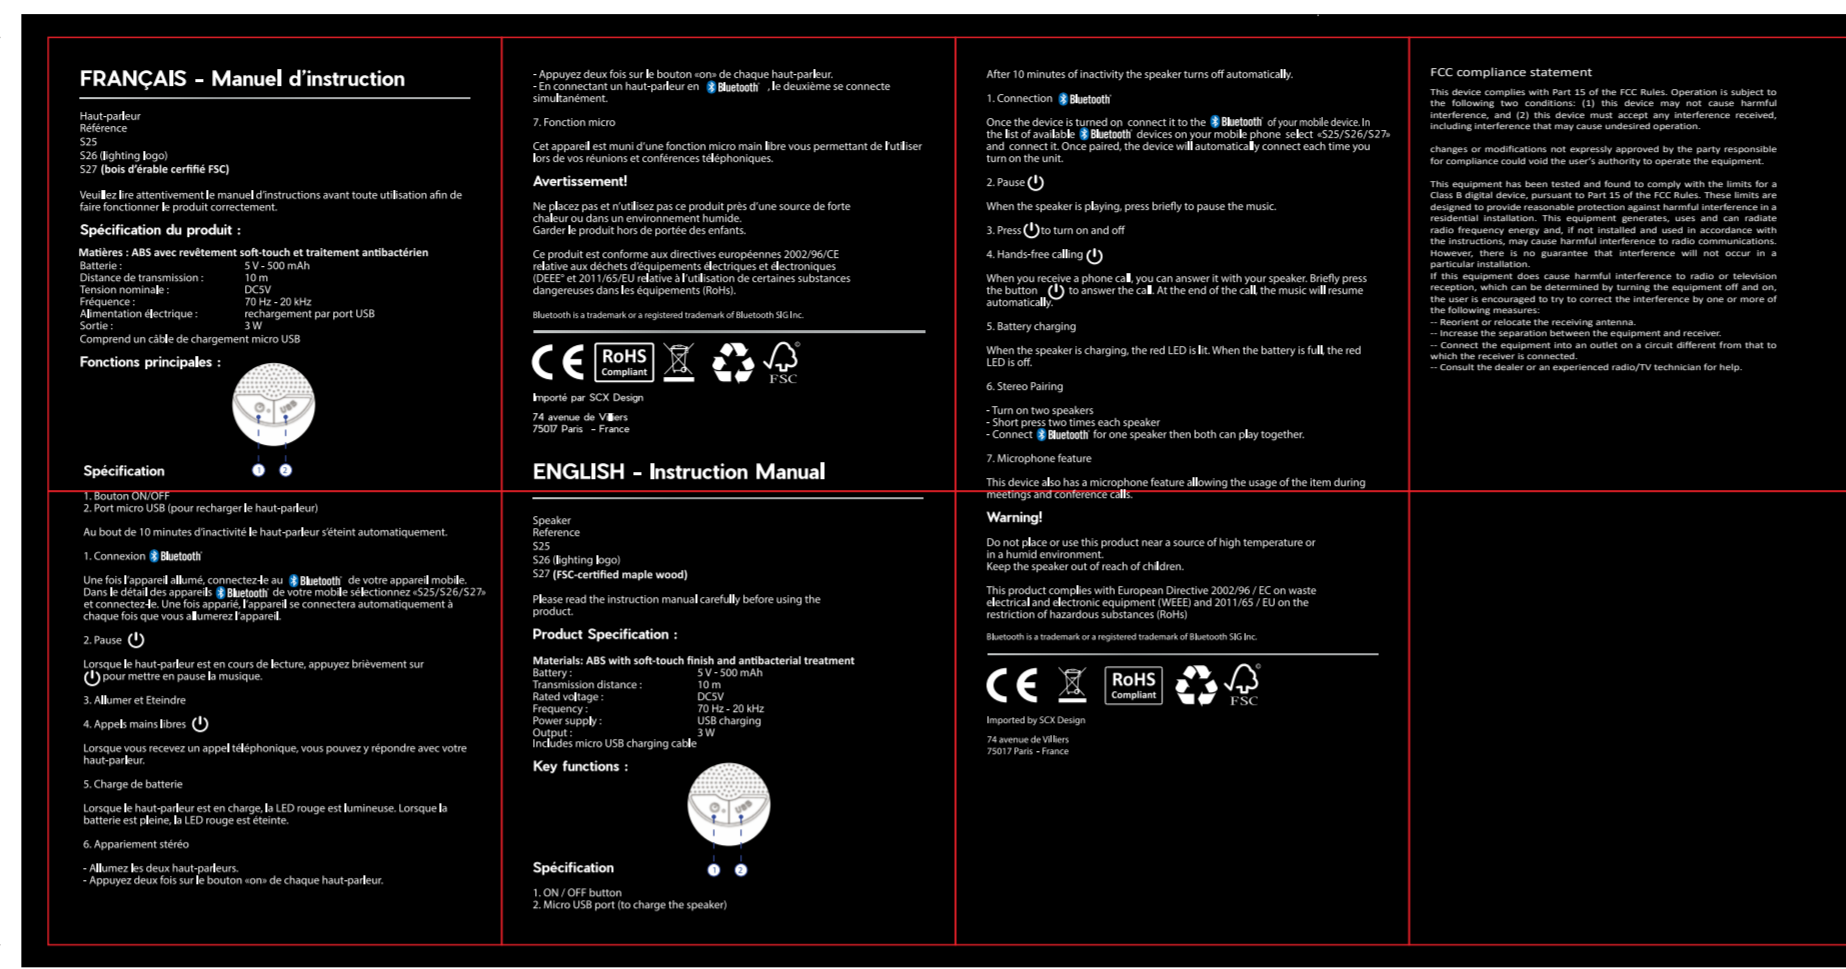 FRANÇAIS - Manuel d'instruction
Haut-parleur
Référence
S25
S26 (lighting logo)
S27 (bois d'érable cerfifié FSC)
Veuillez lire attentivement le manuel d'instructions avant toute utilisation afin de
faire fonctionner le produit correctement.
Spécification du produit :
Matières : ABS avec revêtement soft-touch et traitement antibactérien
Batterie : 5 V - 500 mAh
Distance de transmission : 10 m
Tension nominale : DC5V
Fréquence : 70 Hz - 20 kHz
Alimentation électrique : rechargement par port USB
Sortie : 3 W
Comprend un câble de chargement micro USB
Fonctions principales :
USB
1 2
Spécification
1. Bouton ON/OFF
2. Port micro USB (pour recharger le haut-parleur)
Au bout de 10 minutes d'inactivité le haut-parleur s'éteint automatiquement.
1. Connexion Bluetooth
Une fois l'appareil allumé, connectez-le au Bluetooth de votre appareil mobile.
Dans le détail des appareils Bluetooth de votre mobile sélectionnez «S25/S26/S27»
et connectez-le. Une fois apparié, l'appareil se connectera automatiquement à
chaque fois que vous allumerez l'appareil.
2. Pause
Lorsque le haut-parleur est en cours de lecture, appuyez brièvement sur
pour mettre en pause la musique.
3. Allumer et Eteindre
4. Appels mains libres
Lorsque vous recevez un appel téléphonique, vous pouvez y répondre avec votre
haut-parleur.
5. Charge de batterie
Lorsque le haut-parleur est en charge, la LED rouge est lumineuse. Lorsque la
batterie est pleine, la LED rouge est éteinte.
6. Appariement stéréo
- Allumez les deux haut-parleurs.
- Appuyez deux fois sur le bouton «on» de chaque haut-parleur.
- Appuyez deux fois sur le bouton «on» de chaque haut-parleur.
- En connectant un haut-parleur en Bluetooth , le deuxième se connecte
simultanément.
7. Fonction micro
Cet appareil est muni d'une fonction micro main libre vous permettant de l'utiliser
lors de vos réunions et conférences téléphoniques.
Avertissement!
Ne placez pas et n'utilisez pas ce produit près d'une source de forte
chaleur ou dans un environnement humide.
Garder le produit hors de portée des enfants.
Ce produit est conforme aux directives européennes 2002/96/CE
relative aux déchets d'équipements électriques et électroniques
(DEEE° et 2011/65/EU relative à l'utilisation de certaines substances
dangereuses dans les équipements (RoHs).
Bluetooth is a trademark or a registered trademark of Bluetooth SIG Inc.
CE RoHS Compliant FSC
Importé par SCX Design
74 avenue de Villiers
75017 Paris - France
ENGLISH - Instruction Manual
Speaker
Reference
S25
S26 (lighting logo)
S27 (FSC-certified maple wood)
Please read the instruction manual carefully before using the
product.
Product Specification :
Materials: ABS with soft-touch finish and antibacterial treatment
Battery : 5 V - 500 mAh
Transmission distance : 10 m
Rated voltage : DC5V
Frequency : 70 Hz - 20 kHz
Power supply : USB charging
Output : 3 W
Includes micro USB charging cable
Key functions :
USB
1 2
Spécification
1. ON / OFF button
2. Micro USB port (to charge the speaker)
After 10 minutes of inactivity the speaker turns off automatically.
1. Connection Bluetooth
Once the device is turned on connect it to the Bluetooth of your mobile device. In
the list of available Bluetooth devices on your mobile phone select «S25/S26/S27»
and connect it. Once paired, the device will automatically connect each time you
turn on the unit.
2. Pause
When the speaker is playing, press briefly to pause the music.
3. Press to turn on and off
4. Hands-free calling
When you receive a phone call, you can answer it with your speaker. Briefly press
the button to answer the call. At the end of the call, the music will resume
automatically.
5. Battery charging
When the speaker is charging, the red LED is lit. When the battery is full, the red
LED is off.
6. Stereo Pairing
- Turn on two speakers
- Short press two times each speaker
- Connect Bluetooth for one speaker then both can play together.
7. Microphone feature
This device also has a microphone feature allowing the usage of the item during
meetings and conference calls.
Warning!
Do not place or use this product near a source of high temperature or
in a humid environment.
Keep the speaker out of reach of children.
This product complies with European Directive 2002/96 / EC on waste
electrical and electronic equipment (WEEE) and 2011/65 / EU on the
restriction of hazardous substances (RoHs)
Bluetooth is a trademark or a registered trademark of Bluetooth SIG Inc.
CE RoHS Compliant FSC
Imported by SCX Design
74 avenue de Villiers
75017 Paris - France
FCC compliance statement
This device complies with Part 15 of the FCC Rules. Operation is subject to
the following two conditions: (1) this device may not cause harmful
interference, and (2) this device must accept any interference received,
including interference that may cause undesired operation.
changes or modifications not expressly approved by the party responsible
for compliance could void the user's authority to operate the equipment.
This equipment has been tested and found to comply with the limits for a
Class B digital device, pursuant to Part 15 of the FCC Rules. These limits are
designed to provide reasonable protection against harmful interference in a
residential installation. This equipment generates, uses and can radiate
radio frequency energy and, if not installed and used in accordance with
the instructions, may cause harmful interference to radio communications.
However, there is no guarantee that interference will not occur in a
particular installation.
If this equipment does cause harmful interference to radio or television
reception, which can be determined by turning the equipment off and on,
the user is encouraged to try to correct the interference by one or more of
the following measures:
-- Reorient or relocate the receiving antenna.
-- Increase the separation between the equipment and receiver.
-- Connect the equipment into an outlet on a circuit different from that to
which the receiver is connected.
-- Consult the dealer or an experienced radio/TV technician for help.